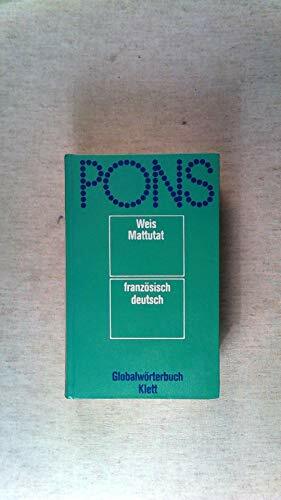 PONS
Weis
Mattutat
französisch
deutsch
Globalwörterbuch
Klett